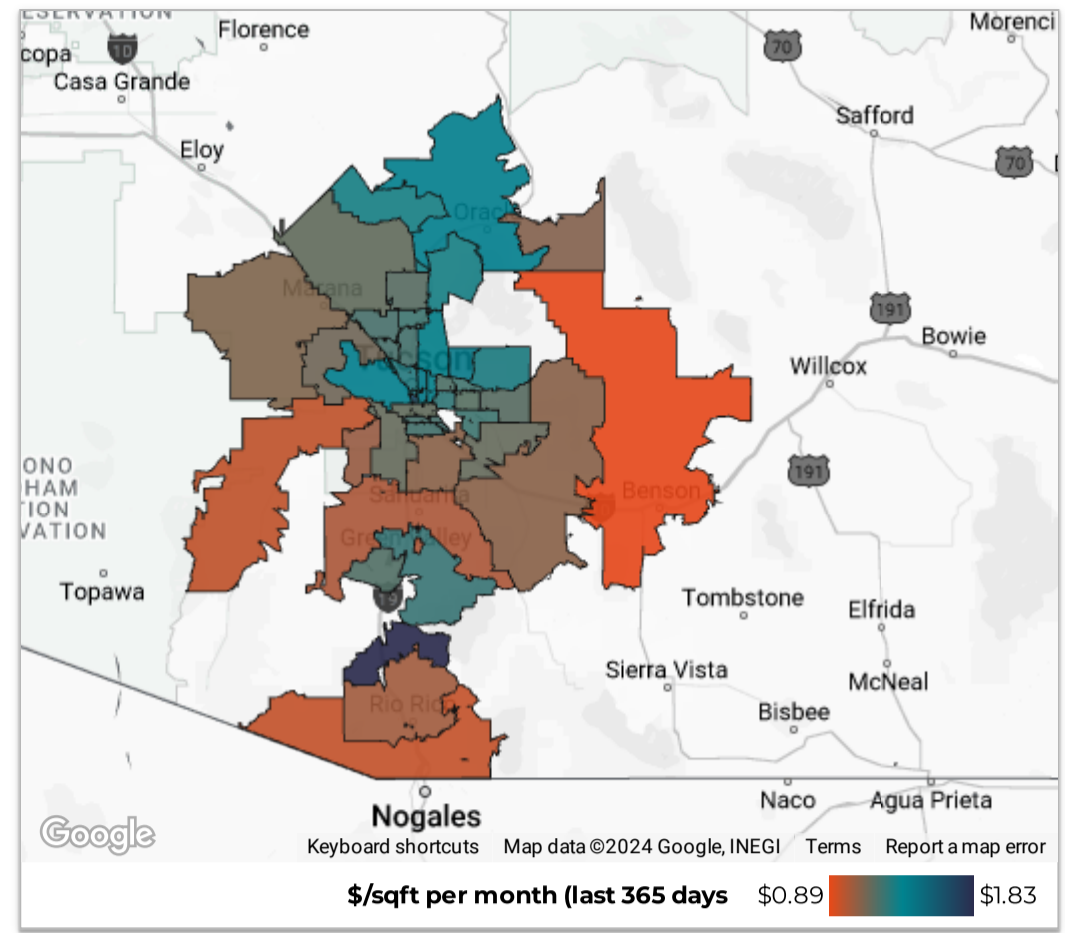 ESERVATION
Florence
Morenci
copa
10
70
Casa Grande
Safford
Eloy
70
Oracle
Marana
191
Bowie
Tucson
Willcox
ONO
HAM
TION
VATION
191
Benson
Sahuarita
Green Valley
Topawa
19
Tombstone
Elfrida
Sierra Vista
McNeal
Rio Ric
Bisbee
Nogales
Naco
Agua Prieta
Google
Keyboard shortcuts Map data ©2024 Google, INEGI Terms Report a map error
$/sqft per month (last 365 days $0.89 $1.83